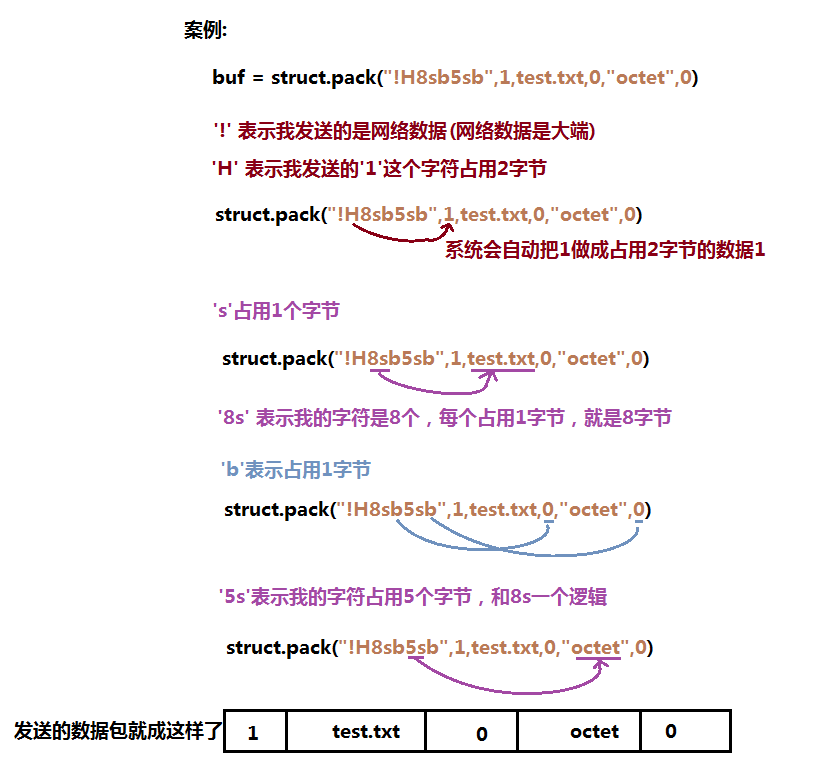 案例:
buf = struct.pack("!H8sb5sb",1,test.txt,0,"octet",0)
'!' 表示我发送的是网络数据(网络数据是大端)
'H' 表示我发送的'1'这个字符占用2字节
struct.pack("!H8sb5sb",1,test.txt,0,"octet",0)
系统会自动把1做成占用2字节的数据1
's'占用1个字节
struct.pack("!H8sb5sb",1,test.txt,0,"octet",0)
'8s' 表示我的字符是8个，每个占用1字节，就是8字节
'b'表示占用1字节
struct.pack("!H8sb5sb",1,test.txt,0,"octet",0)
'5s'表示我的字符占用5个字节，和8s一个逻辑
struct.pack("!H8sb5sb",1,test.txt,0,"octet",0)
发送的数据包就成这样了 1 test.txt 0 octet 0